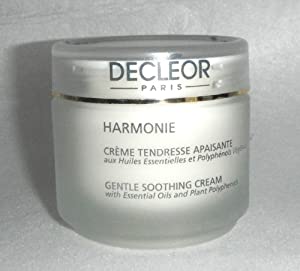 DECLEOR
PARIS
HARMONIE
CRÈME TENDRESSE APAISANTE
aux Huiles Essentielles et Polyphénols
GENTLE SOOTHING CREAM
with Essential Oils and Plant Polyphenols